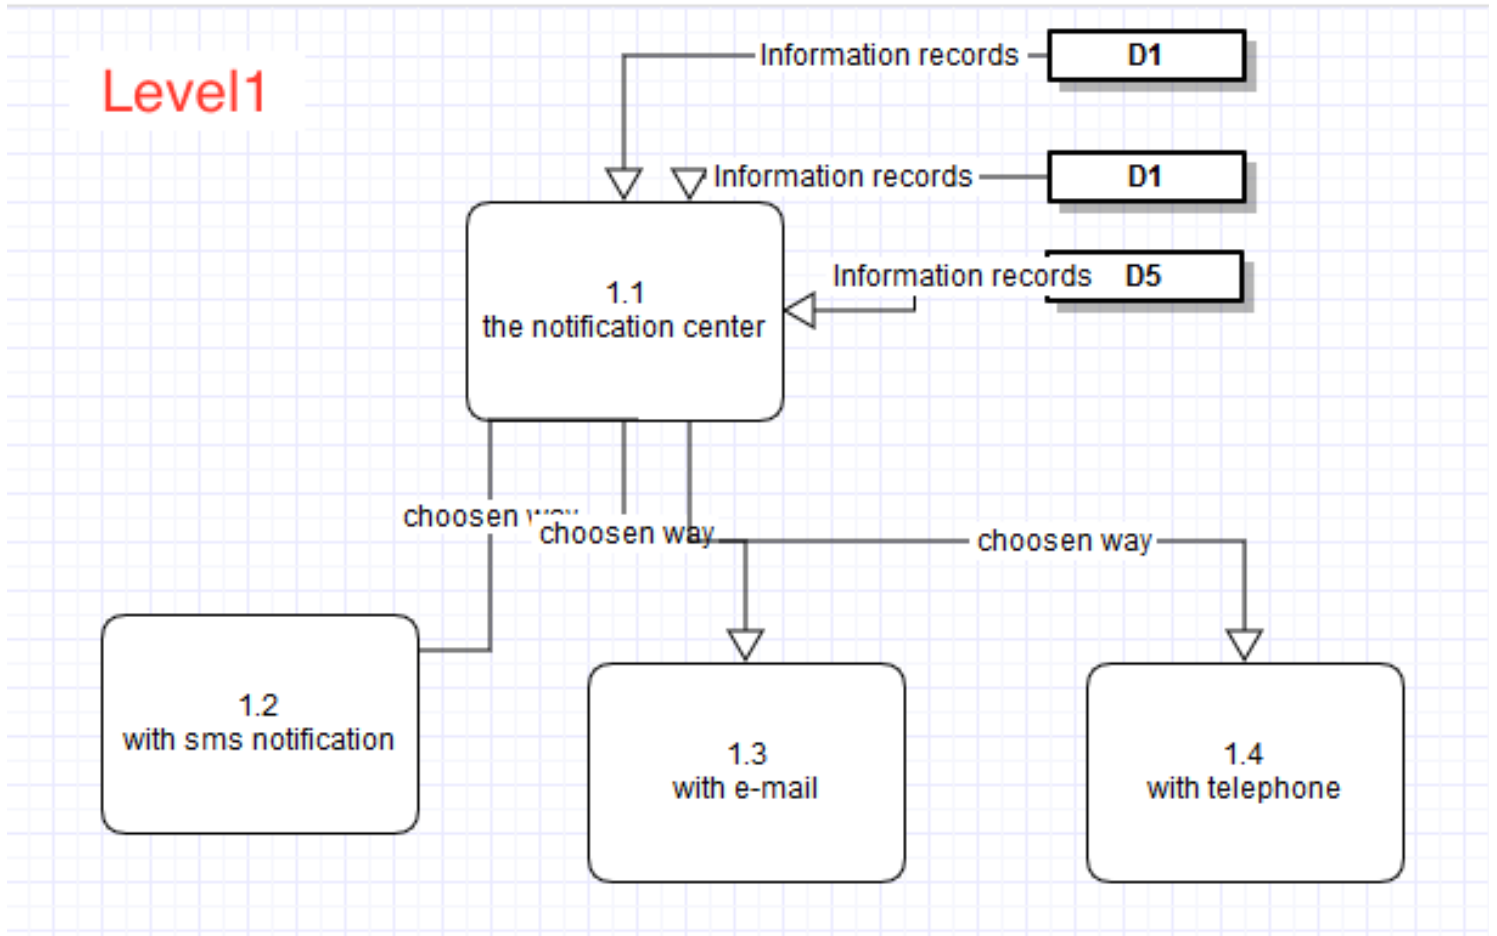 Level1
Information records
D1
Information records
D1
Information records
D5
1.1
the notification center
choosen way
choosen way
choosen way
1.2
with sms notification
1.3
with e-mail
1.4
with telephone